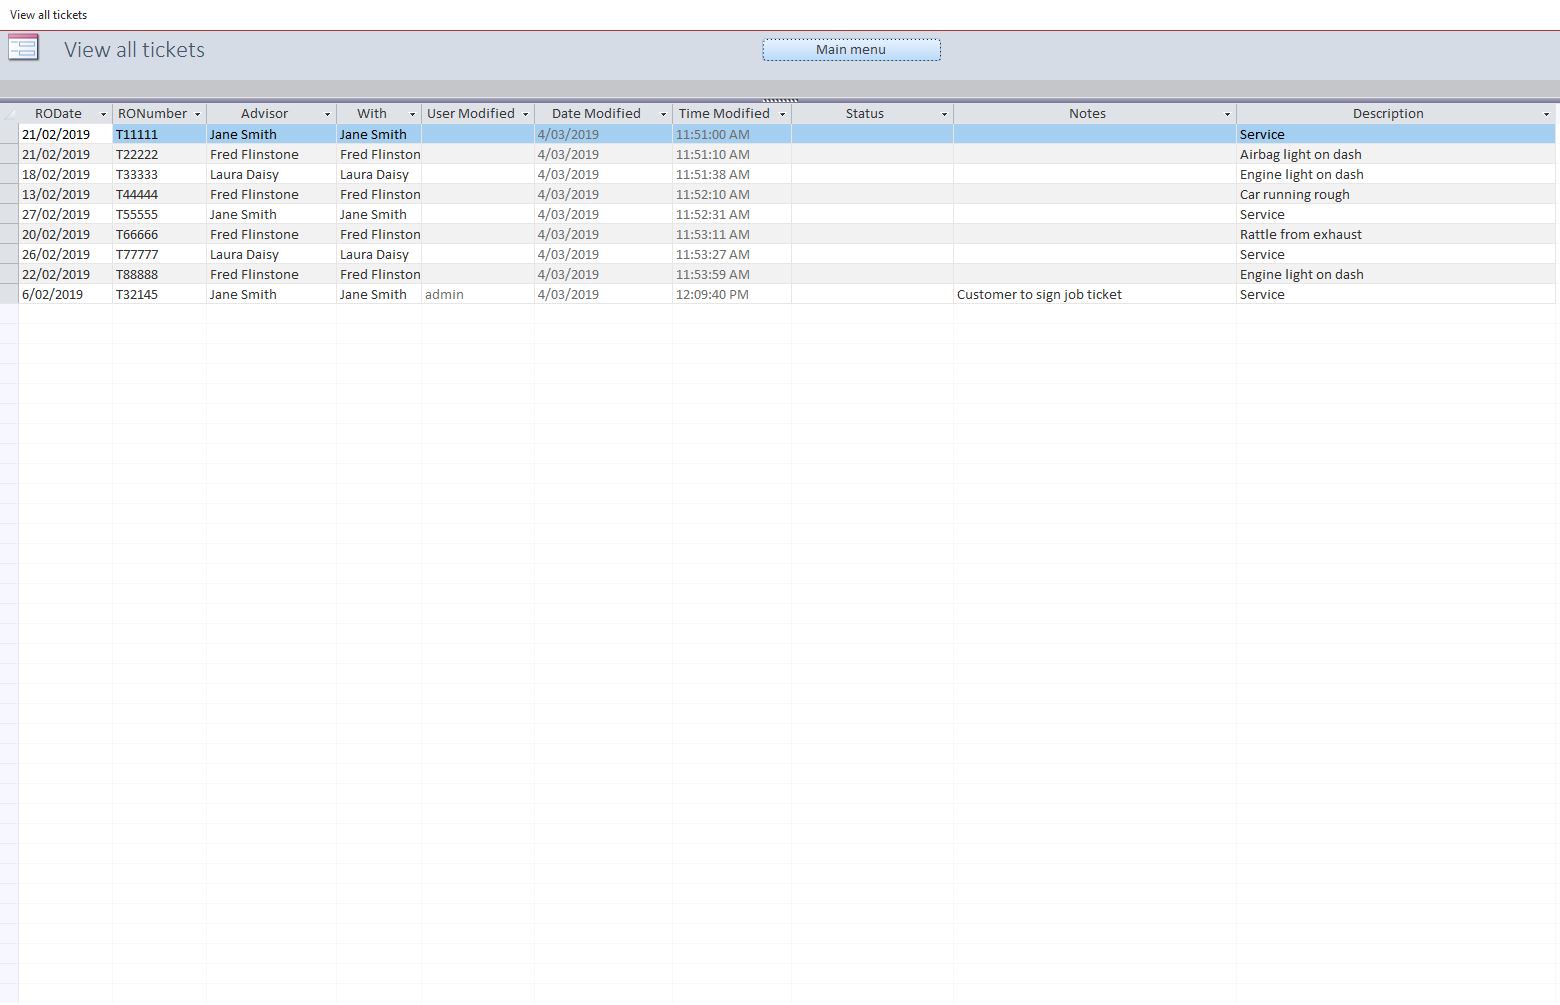 View all tickets
View all tickets Main menu
RODate RONumber Advisor With User Modified Date Modified Time Modified Status Notes Description
21/02/2019 T11111 Jane Smith Jane Smith 4/03/2019 11:51:00 AM Service
21/02/2019 T22222 Fred Flinstone Fred Flinston 4/03/2019 11:51:10 AM Airbag light on dash
18/02/2019 T33333 Laura Daisy Laura Daisy 4/03/2019 11:51:38 AM Engine light on dash
13/02/2019 T44444 Fred Flinstone Fred Flinston 4/03/2019 11:52:10 AM Car running rough
27/02/2019 T55555 Jane Smith Jane Smith 4/03/2019 11:52:31 AM Service
20/02/2019 T66666 Fred Flinstone Fred Flinston 4/03/2019 11:53:11 AM Rattle from exhaust
26/02/2019 T77777 Laura Daisy Laura Daisy 4/03/2019 11:53:27 AM Service
22/02/2019 T88888 Fred Flinstone Fred Flinston 4/03/2019 11:53:59 AM Engine light on dash
6/02/2019 T32145 Jane Smith Jane Smith admin 4/03/2019 12:09:40 PM Customer to sign job ticket Service